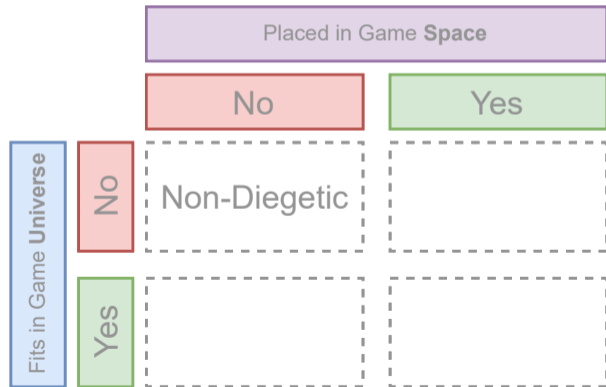 Placed in Game Space
No
Yes
Fits in Game Universe
No
Non-Diegetic
Yes